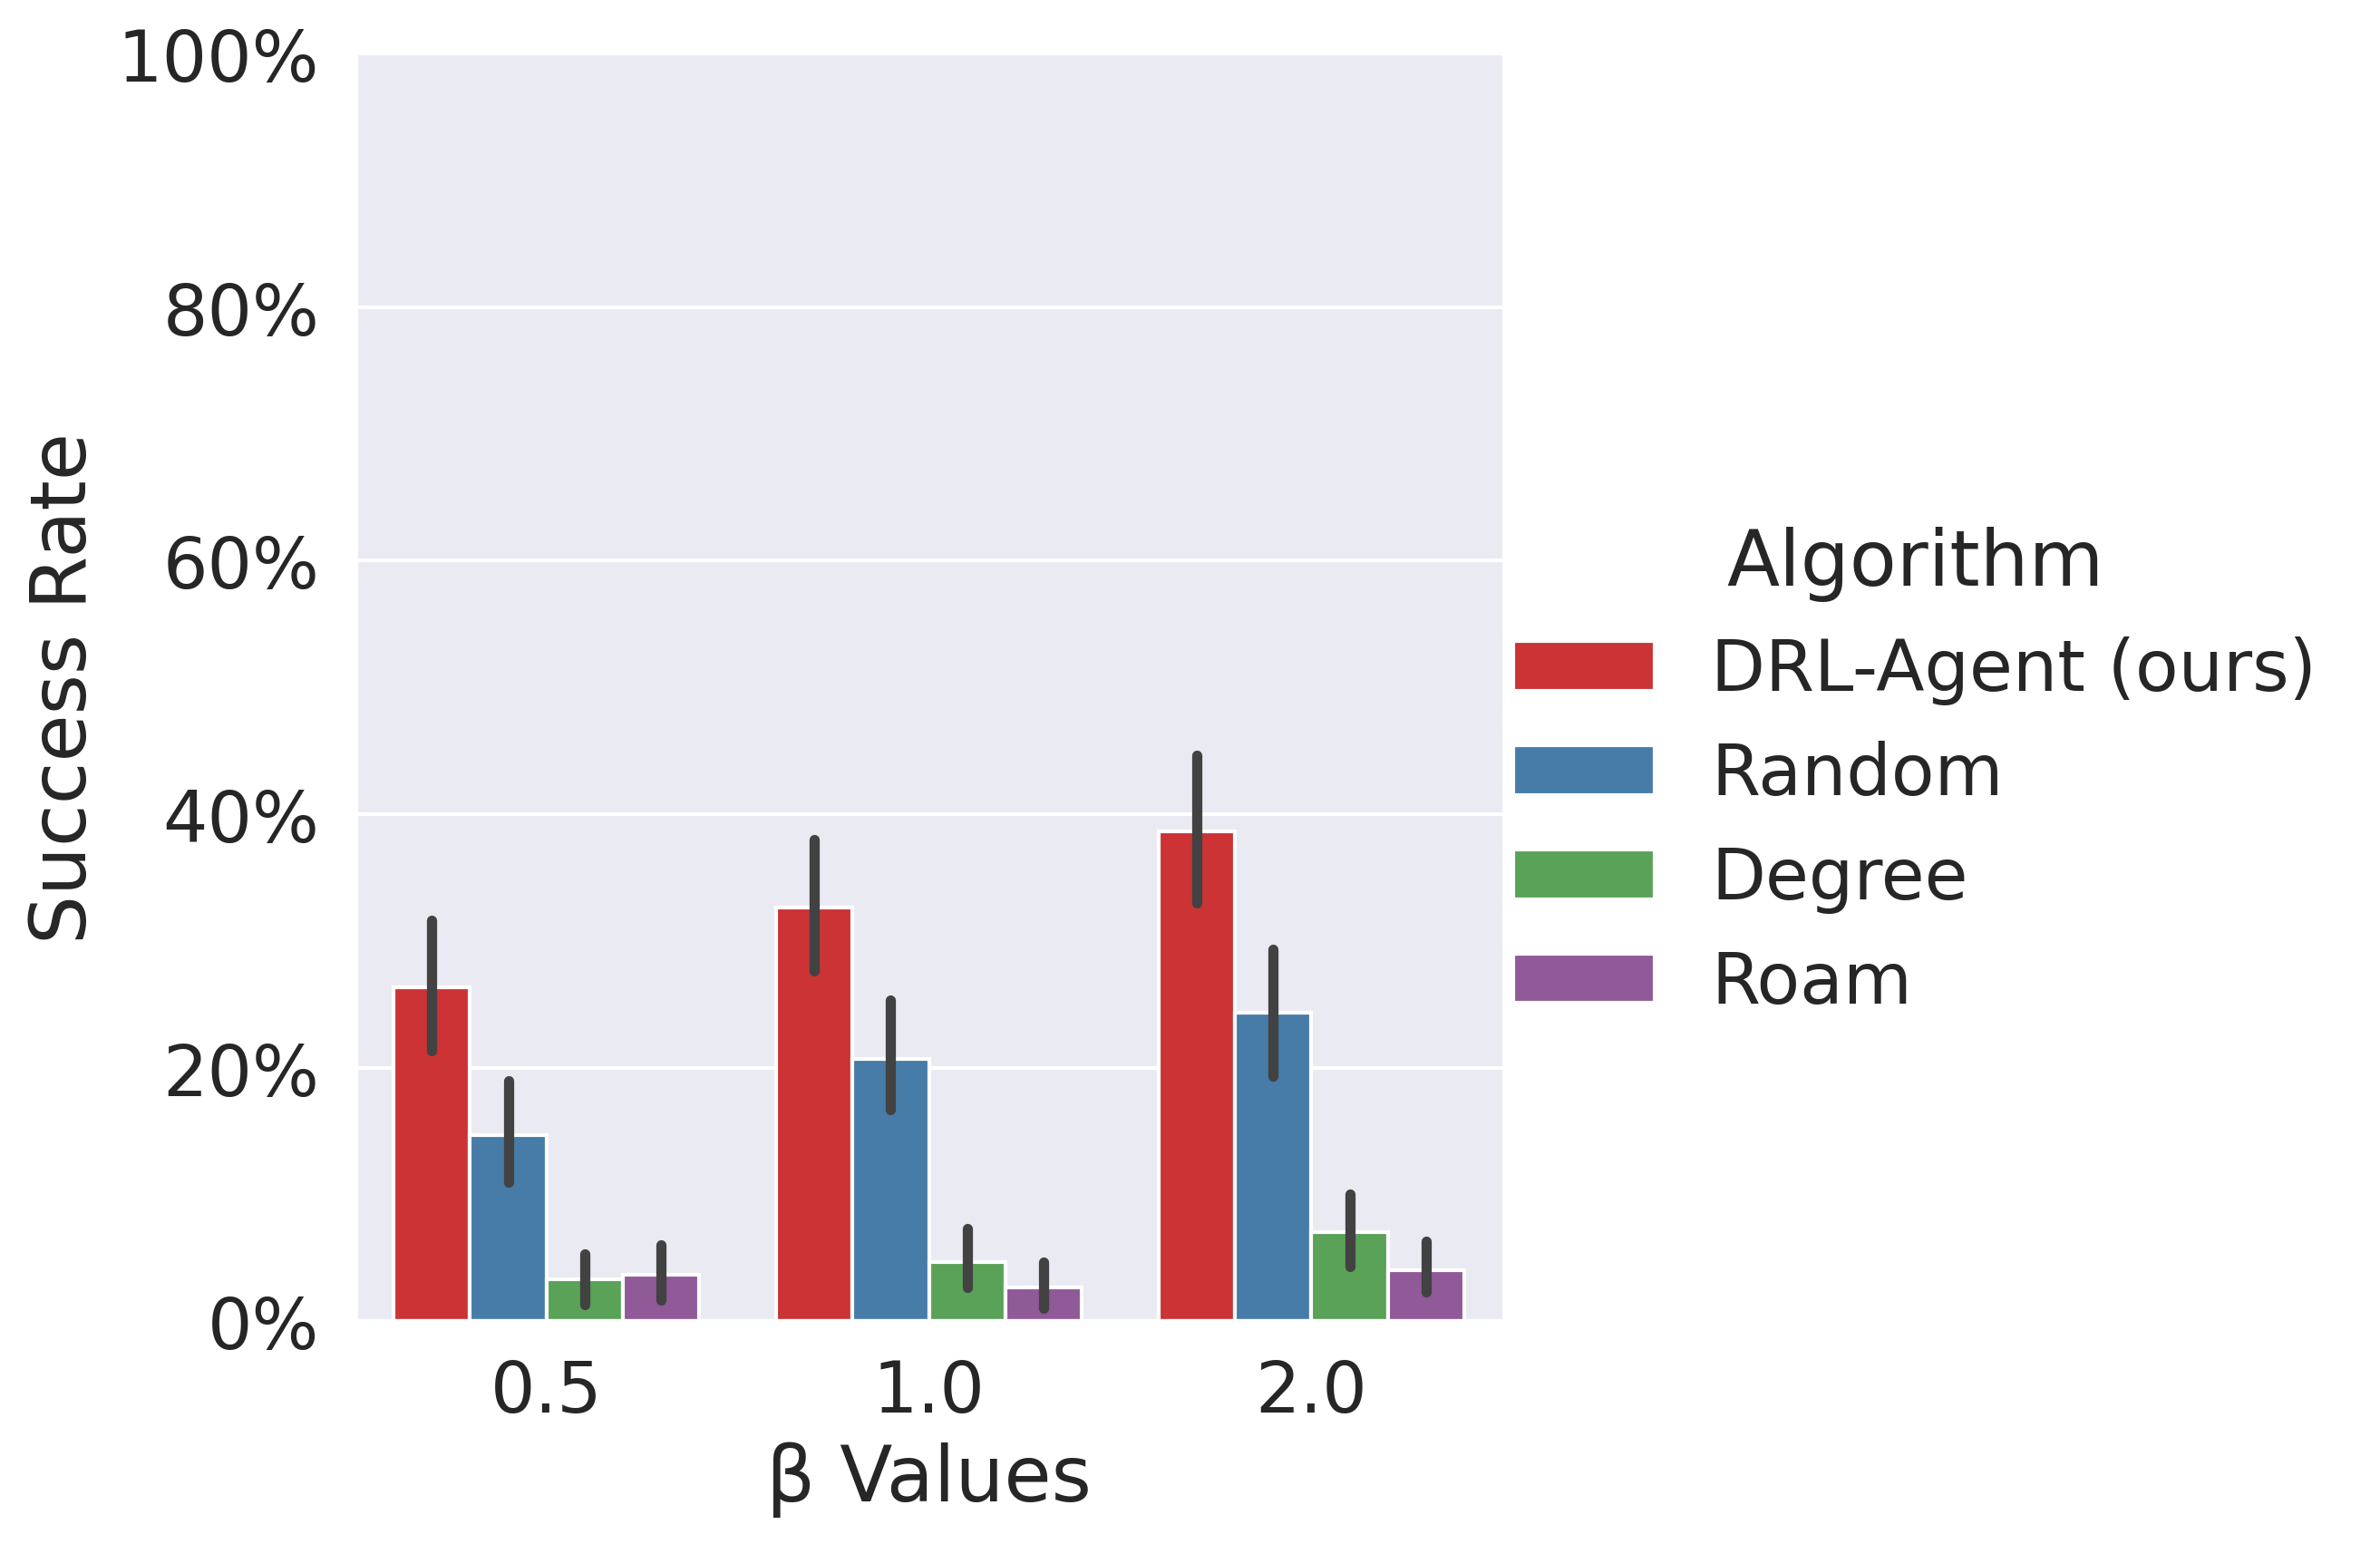 100%
80%
60%
40%
20%
0%
Success Rate
0.5
1.0
2.0
β Values
Algorithm
DRL-Agent (ours)
Random
Degree
Roam